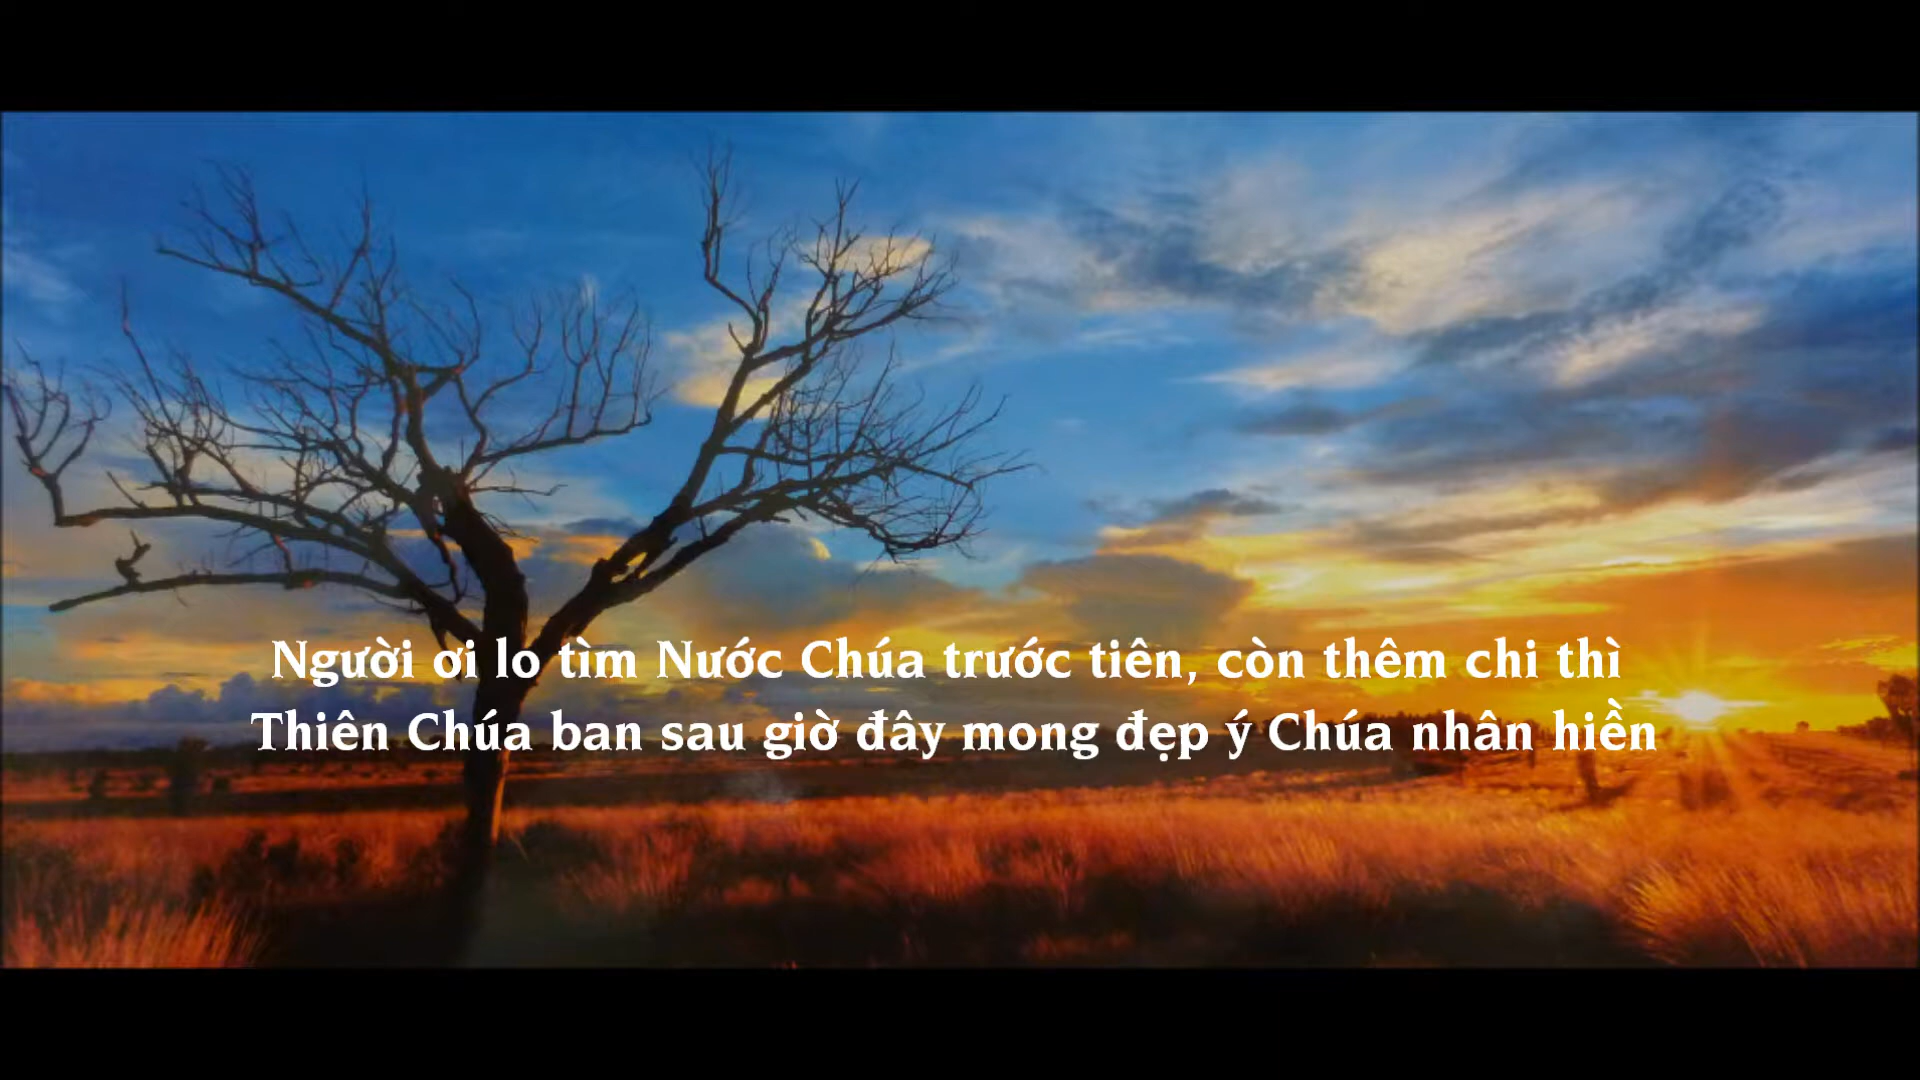 Người ơi lo tìm Nước Chúa trước tiên, còn thêm chi thì
Thiên Chúa ban sau giờ đây mong đẹp ý Chúa nhân hiền